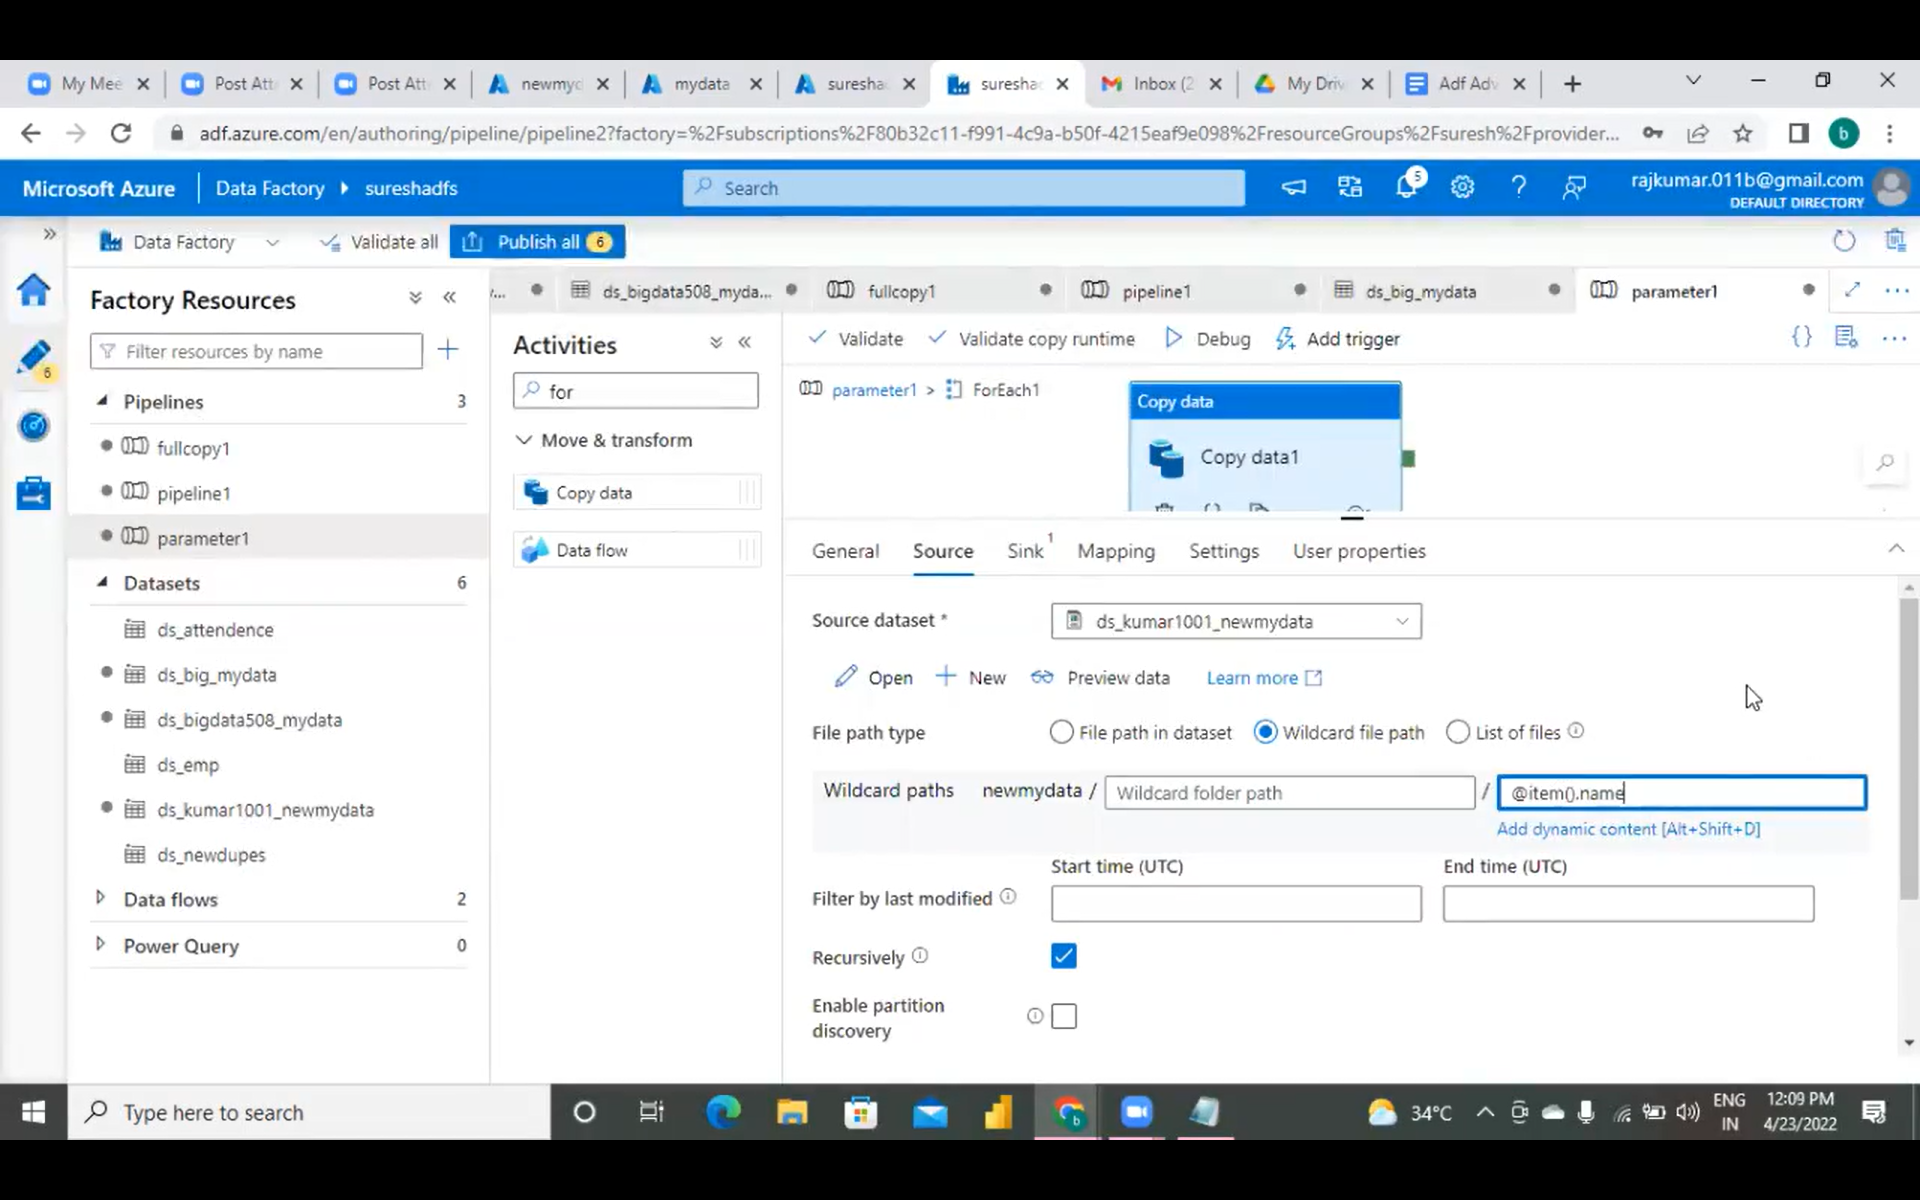 My Mee
Post Att
Post Att
newmyd
mydata
suresha
suresha
Inbox (2
My Driv
Adf Adv
adf.azure.com/en/authoring/pipeline/pipeline2?factory=%2Fsubscriptions%2F80b32c11-f991-4c9a-b50f-4215eaf9e098%2FresourceGroups%2Fsuresh%2Fprovider...
b
Microsoft Azure
Data Factory
sureshadfs
Search
5
rajkumar.011b@gmail.com
DEFAULT DIRECTORY
Data Factory
Validate all
Publish all 6
Factory Resources
Filter resources by name
6
Pipelines 3
fullcopy1
pipeline1
parameter1
Datasets 6
ds_attendence
ds_big_mydata
ds_bigdata508_mydata
ds_emp
ds_kumar1001_newmydata
ds_newdupes
Data flows 2
Power Query 0
ds_bigdata508_myda...
fullcopy1
pipeline1
ds_big_mydata
parameter1
Activities
for
Move & transform
Copy data
Data flow
Validate
Validate copy runtime
Debug
Add trigger
parameter1 > ForEach1
Copy data
Copy data1
General
Source
Sink 1
Mapping
Settings
User properties
Source dataset *
ds_kumar1001_newmydata
Open
New
Preview data
Learn more
File path type
File path in dataset
Wildcard file path
List of files
Wildcard paths
newmydata /
Wildcard folder path
/
@item().name
Add dynamic content [Alt+Shift+D]
Start time (UTC)
End time (UTC)
Filter by last modified
Recursively
Enable partition
discovery
Type here to search
b
34°C
ENG
IN
12:09 PM
4/23/2022